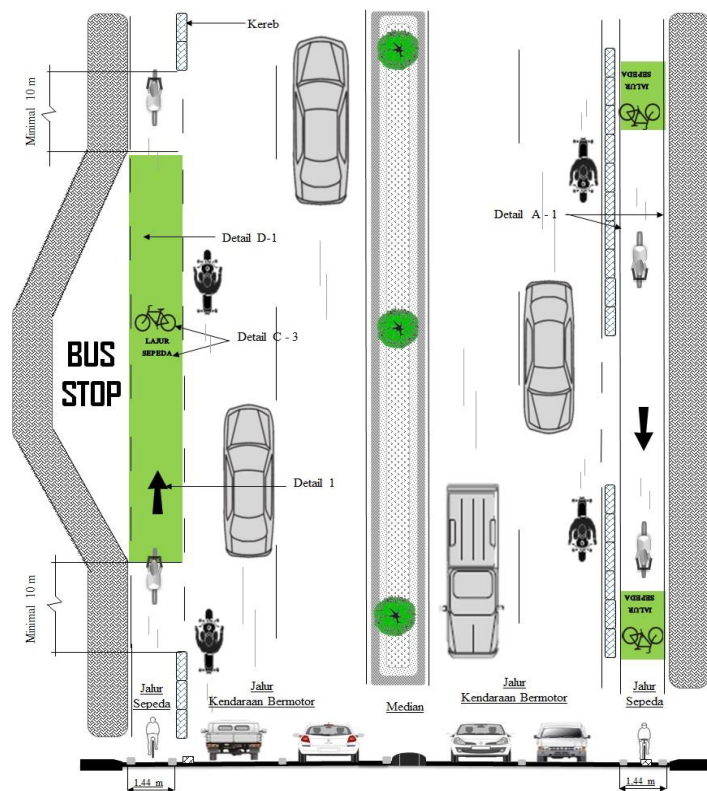 Kereb
Minimal 10 m
JALUR
SEPEDA
Detail A - 1
Detail D-1
LAJUR
SEPEDA
Detail C - 3
BUS
STOP
Detail 1
Minimal 10 m
JALUR
SEPEDA
Jalur
Sepeda
Jalur
Kendaraan Bermotor
Median
Jalur
Kendaraan Bermotor
Jalur
Sepeda
1,44 m
1,44 m